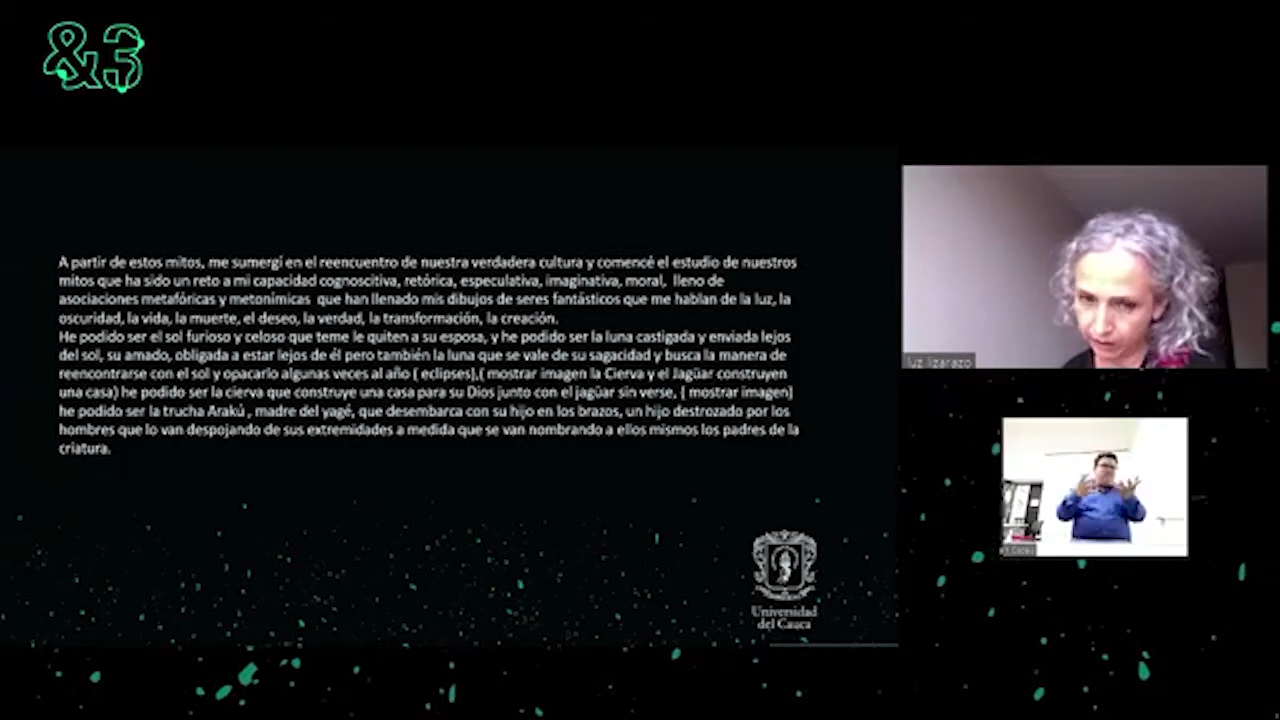 &3
A partir de estos mitos, me sumergí en el reencuentro de nuestra verdadera cultura y comencé el estudio de nuestros
mitos que ha sido un reto a mi capacidad cognoscitiva, retórica, especulativa, imaginativa, moral, lleno de
asociaciones metafóricas y metonímicas que han llenado mis dibujos de seres fantásticos que me hablan de la luz, la
oscuridad, la vida, la muerte, el deseo, la verdad, la transformación, la creación.
He podido ser el sol furioso y celoso que teme le quiten a su esposa, y he podido ser la luna castigada y enviada lejos
del sol, su amado, obligada a estar lejos de él pero también la luna que se vale de su sagacidad y busca la manera de
reencontrarse con el sol y opacarlo algunas veces al año ( eclipses),( mostrar imagen la Cierva y el Jagüar construyen
una casa) he podido ser la cierva que construye una casa para su Dios junto con el jagüar sin verse, ( mostrar imagen)
he podido ser la trucha Arakú , madre del yagé, que desembarca con su hijo en los brazos, un hijo destrozado por los
hombres que lo van despojando de sus extremidades a medida que se van nombrando a ellos mismos los padres de la
criatura.
luz lizarazo
Universidad
del Cauca